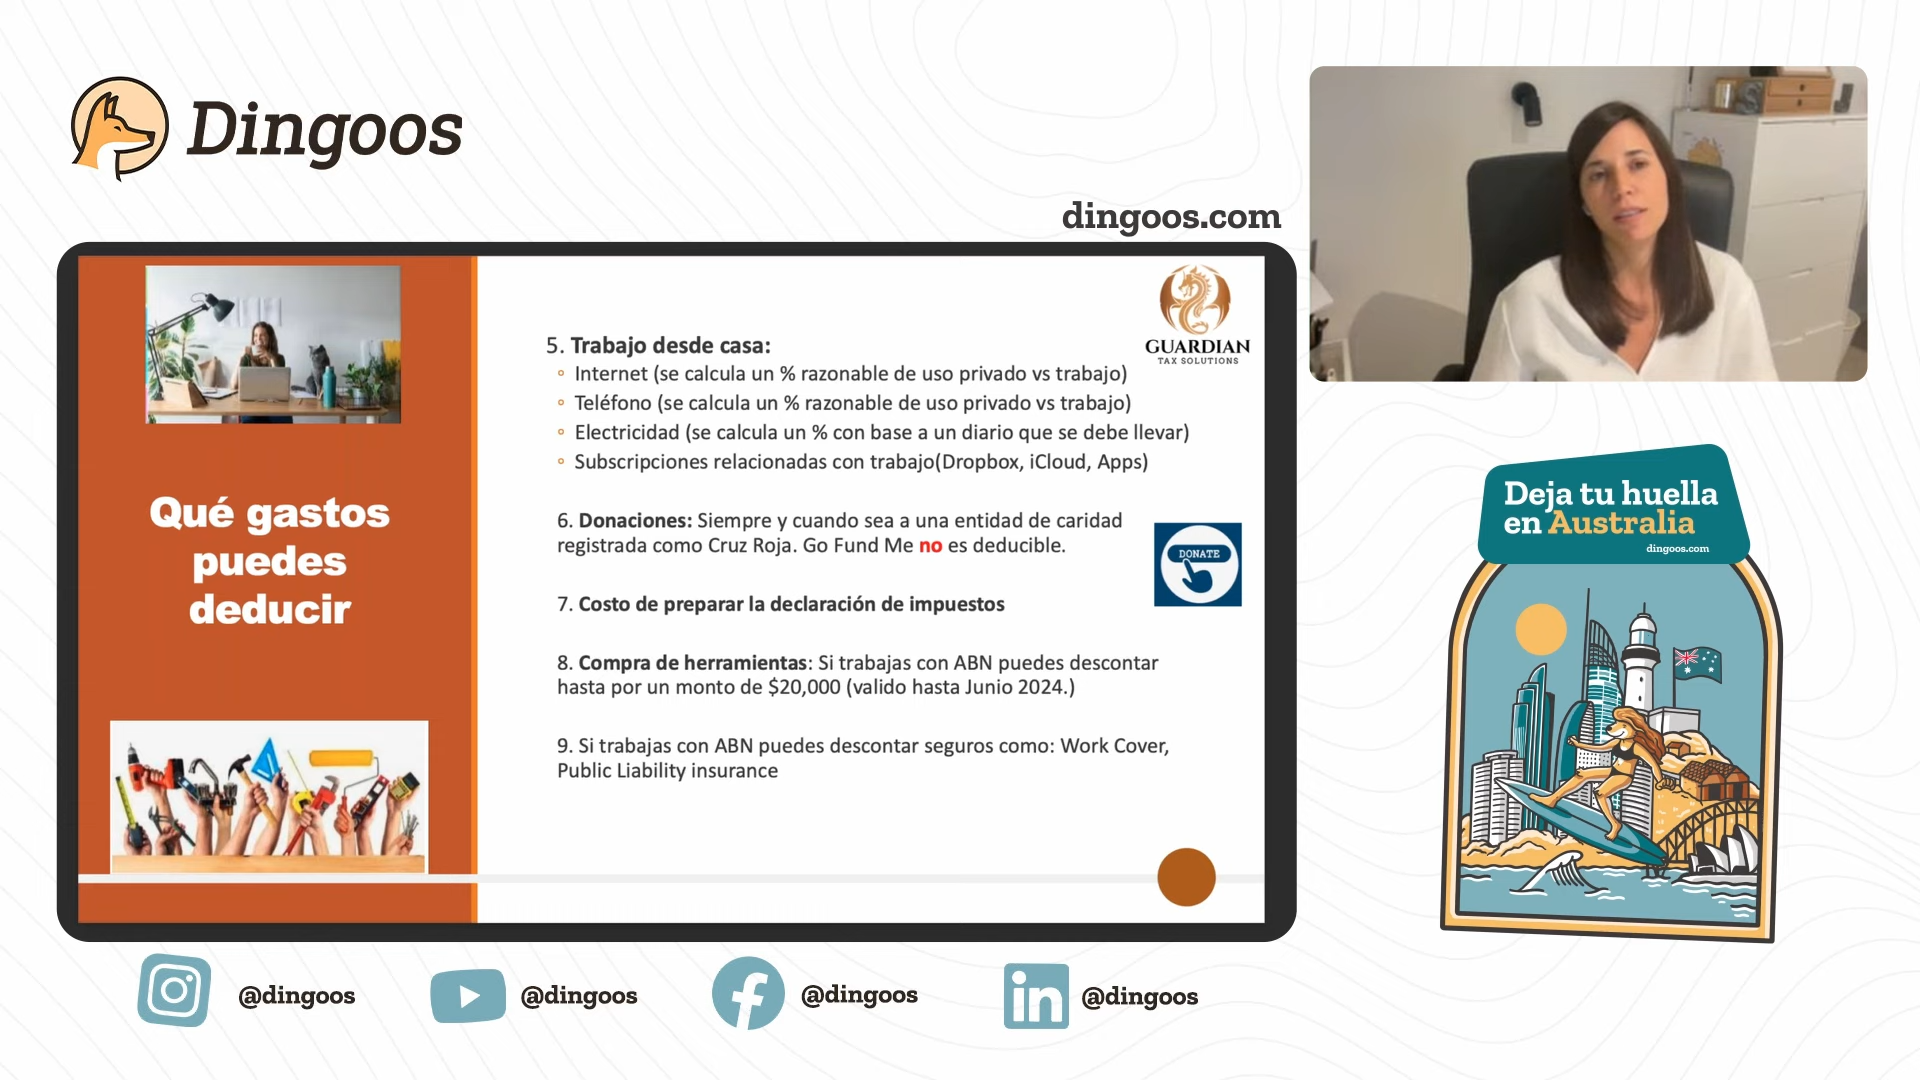 Dingoos
dingoos.com
Qué gastos
puedes
deducir
GUARDIAN
TAX SOLUTIONS
5. Trabajo desde casa:
Internet (se calcula un % razonable de uso privado vs trabajo)
Teléfono (se calcula un % razonable de uso privado vs trabajo)
Electricidad (se calcula un % con base a un diario que se debe llevar)
Subscripciones relacionadas con trabajo(Dropbox, iCloud, Apps)
6. Donaciones: Siempre y cuando sea a una entidad de caridad
registrada como Cruz Roja. Go Fund Me no es deducible.
DONATE
7. Costo de preparar la declaración de impuestos
8. Compra de herramientas: Si trabajas con ABN puedes descontar
hasta por un monto de $20,000 (valido hasta Junio 2024.)
9. Si trabajas con ABN puedes descontar seguros como: Work Cover,
Public Liability insurance
Deja tu huella
en Australia
dingoos.com
@dingoos
@dingoos
@dingoos
in
@dingoos